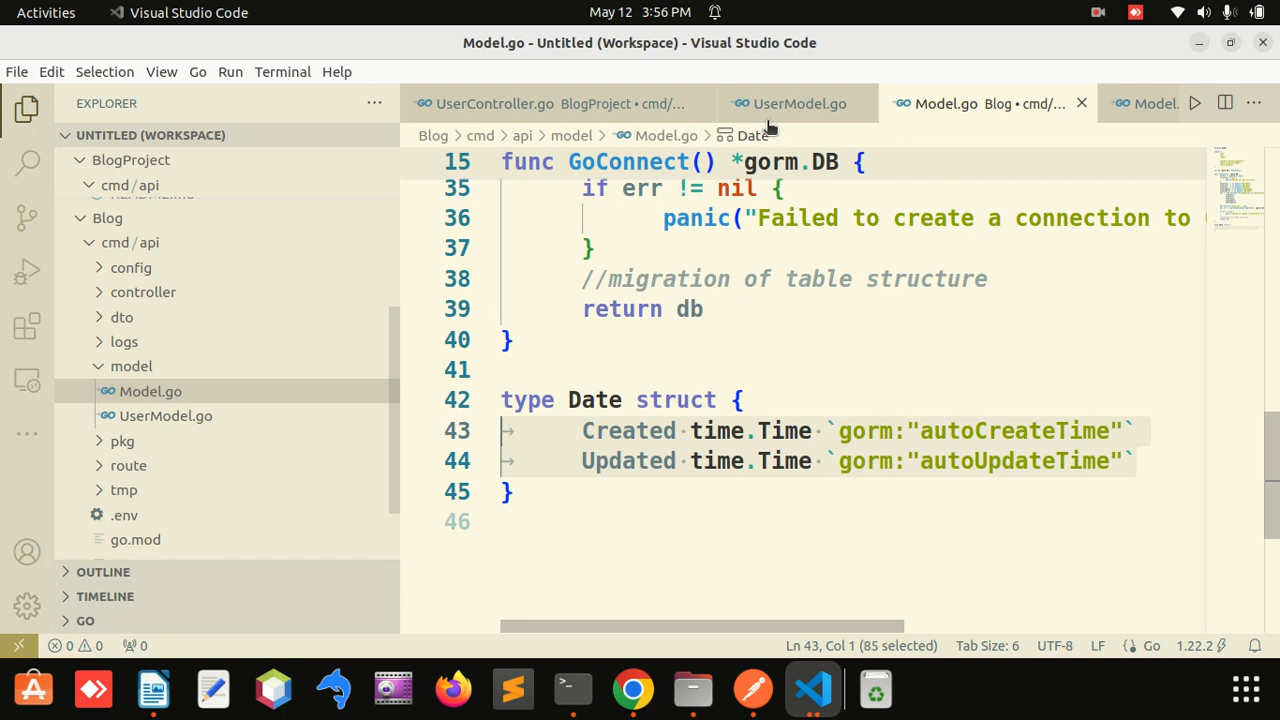 Activities Visual Studio Code May 12 3:56 PM
Model.go - Untitled (Workspace) - Visual Studio Code
File Edit Selection View Go Run Terminal Help
EXPLORER
UNTITLED (WORKSPACE)
BlogProject
cmd/api
Blog
cmd/api
config
controller
dto
logs
model
Model.go
UserModel.go
pkg
route
tmp
.env
go.mod
OUTLINE
TIMELINE
GO
UserController.go BlogProject • cmd/... UserModel.go Model.go Blog • cmd/... Model.
Blog > cmd > api > model > Model.go > Date
15 func GoConnect() *gorm.DB {
35 if err != nil {
36 panic("Failed to create a connection to
37 }
38 //migration of table structure
39 return db
40 }
41
42 type Date struct {
43 Created time.Time `gorm:"autoCreateTime"`
44 Updated time.Time `gorm:"autoUpdateTime"`
45 }
46
0 0 0 Ln 43, Col 1 (85 selected) Tab Size: 6 UTF-8 LF {} Go 1.22.2